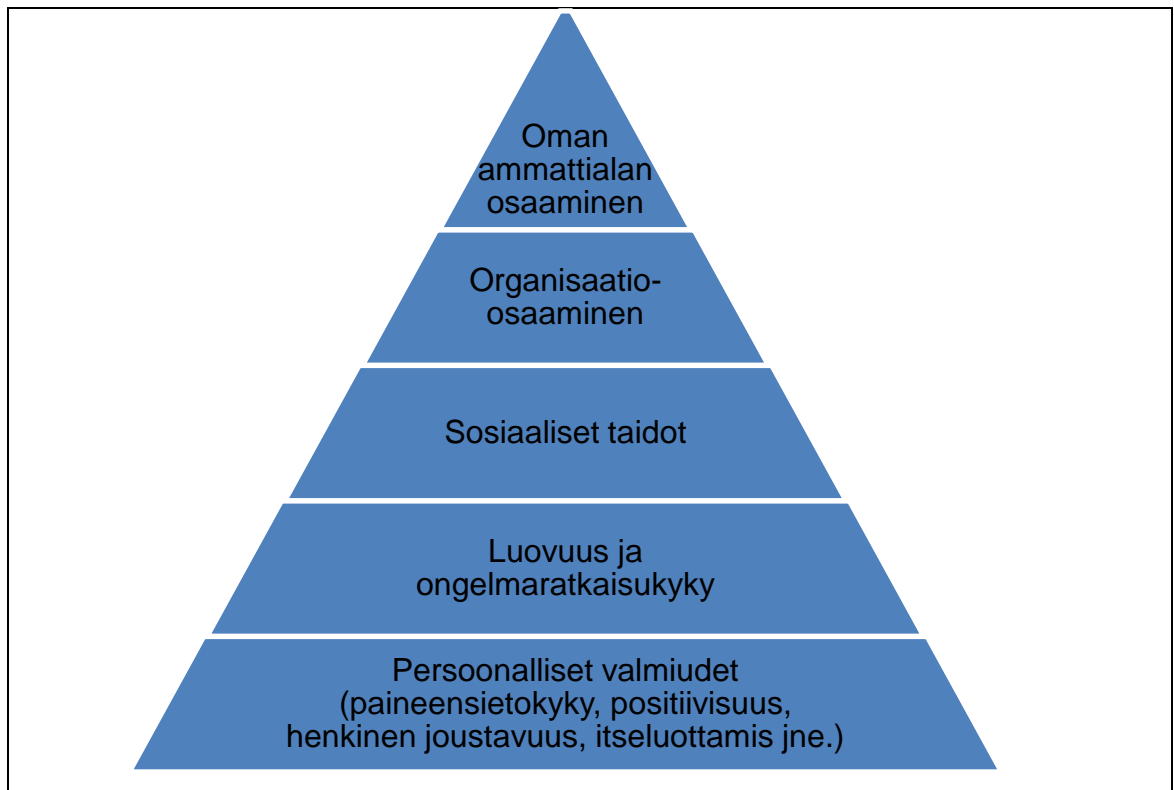 Oman
ammattialan
osaaminen
Organisaatio-
osaaminen
Sosiaaliset taidot
Luovuus ja
ongelmaratkaisukyky
Persoonalliset valmiudet
(paineensietokyky, positiivisuus,
henkinen joustavuus, itseluottamis jne.)